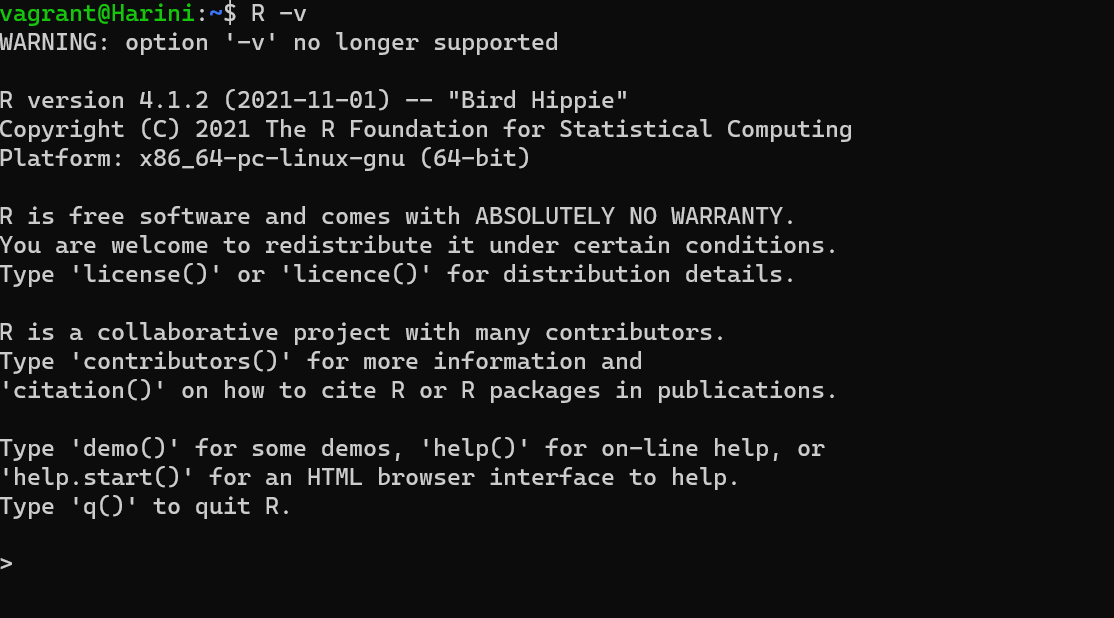 vagrant@Harini:~$ R -v
WARNING: option '-v' no longer supported
R version 4.1.2 (2021-11-01) -- "Bird Hippie"
Copyright (C) 2021 The R Foundation for Statistical Computing
Platform: x86_64-pc-linux-gnu (64-bit)
R is free software and comes with ABSOLUTELY NO WARRANTY.
You are welcome to redistribute it under certain conditions.
Type 'license()' or 'licence()' for distribution details.
R is a collaborative project with many contributors.
Type 'contributors()' for more information and
'citation()' on how to cite R or R packages in publications.
Type 'demo()' for some demos, 'help()' for on-line help, or
'help.start()' for an HTML browser interface to help.
Type 'q()' to quit R.
>